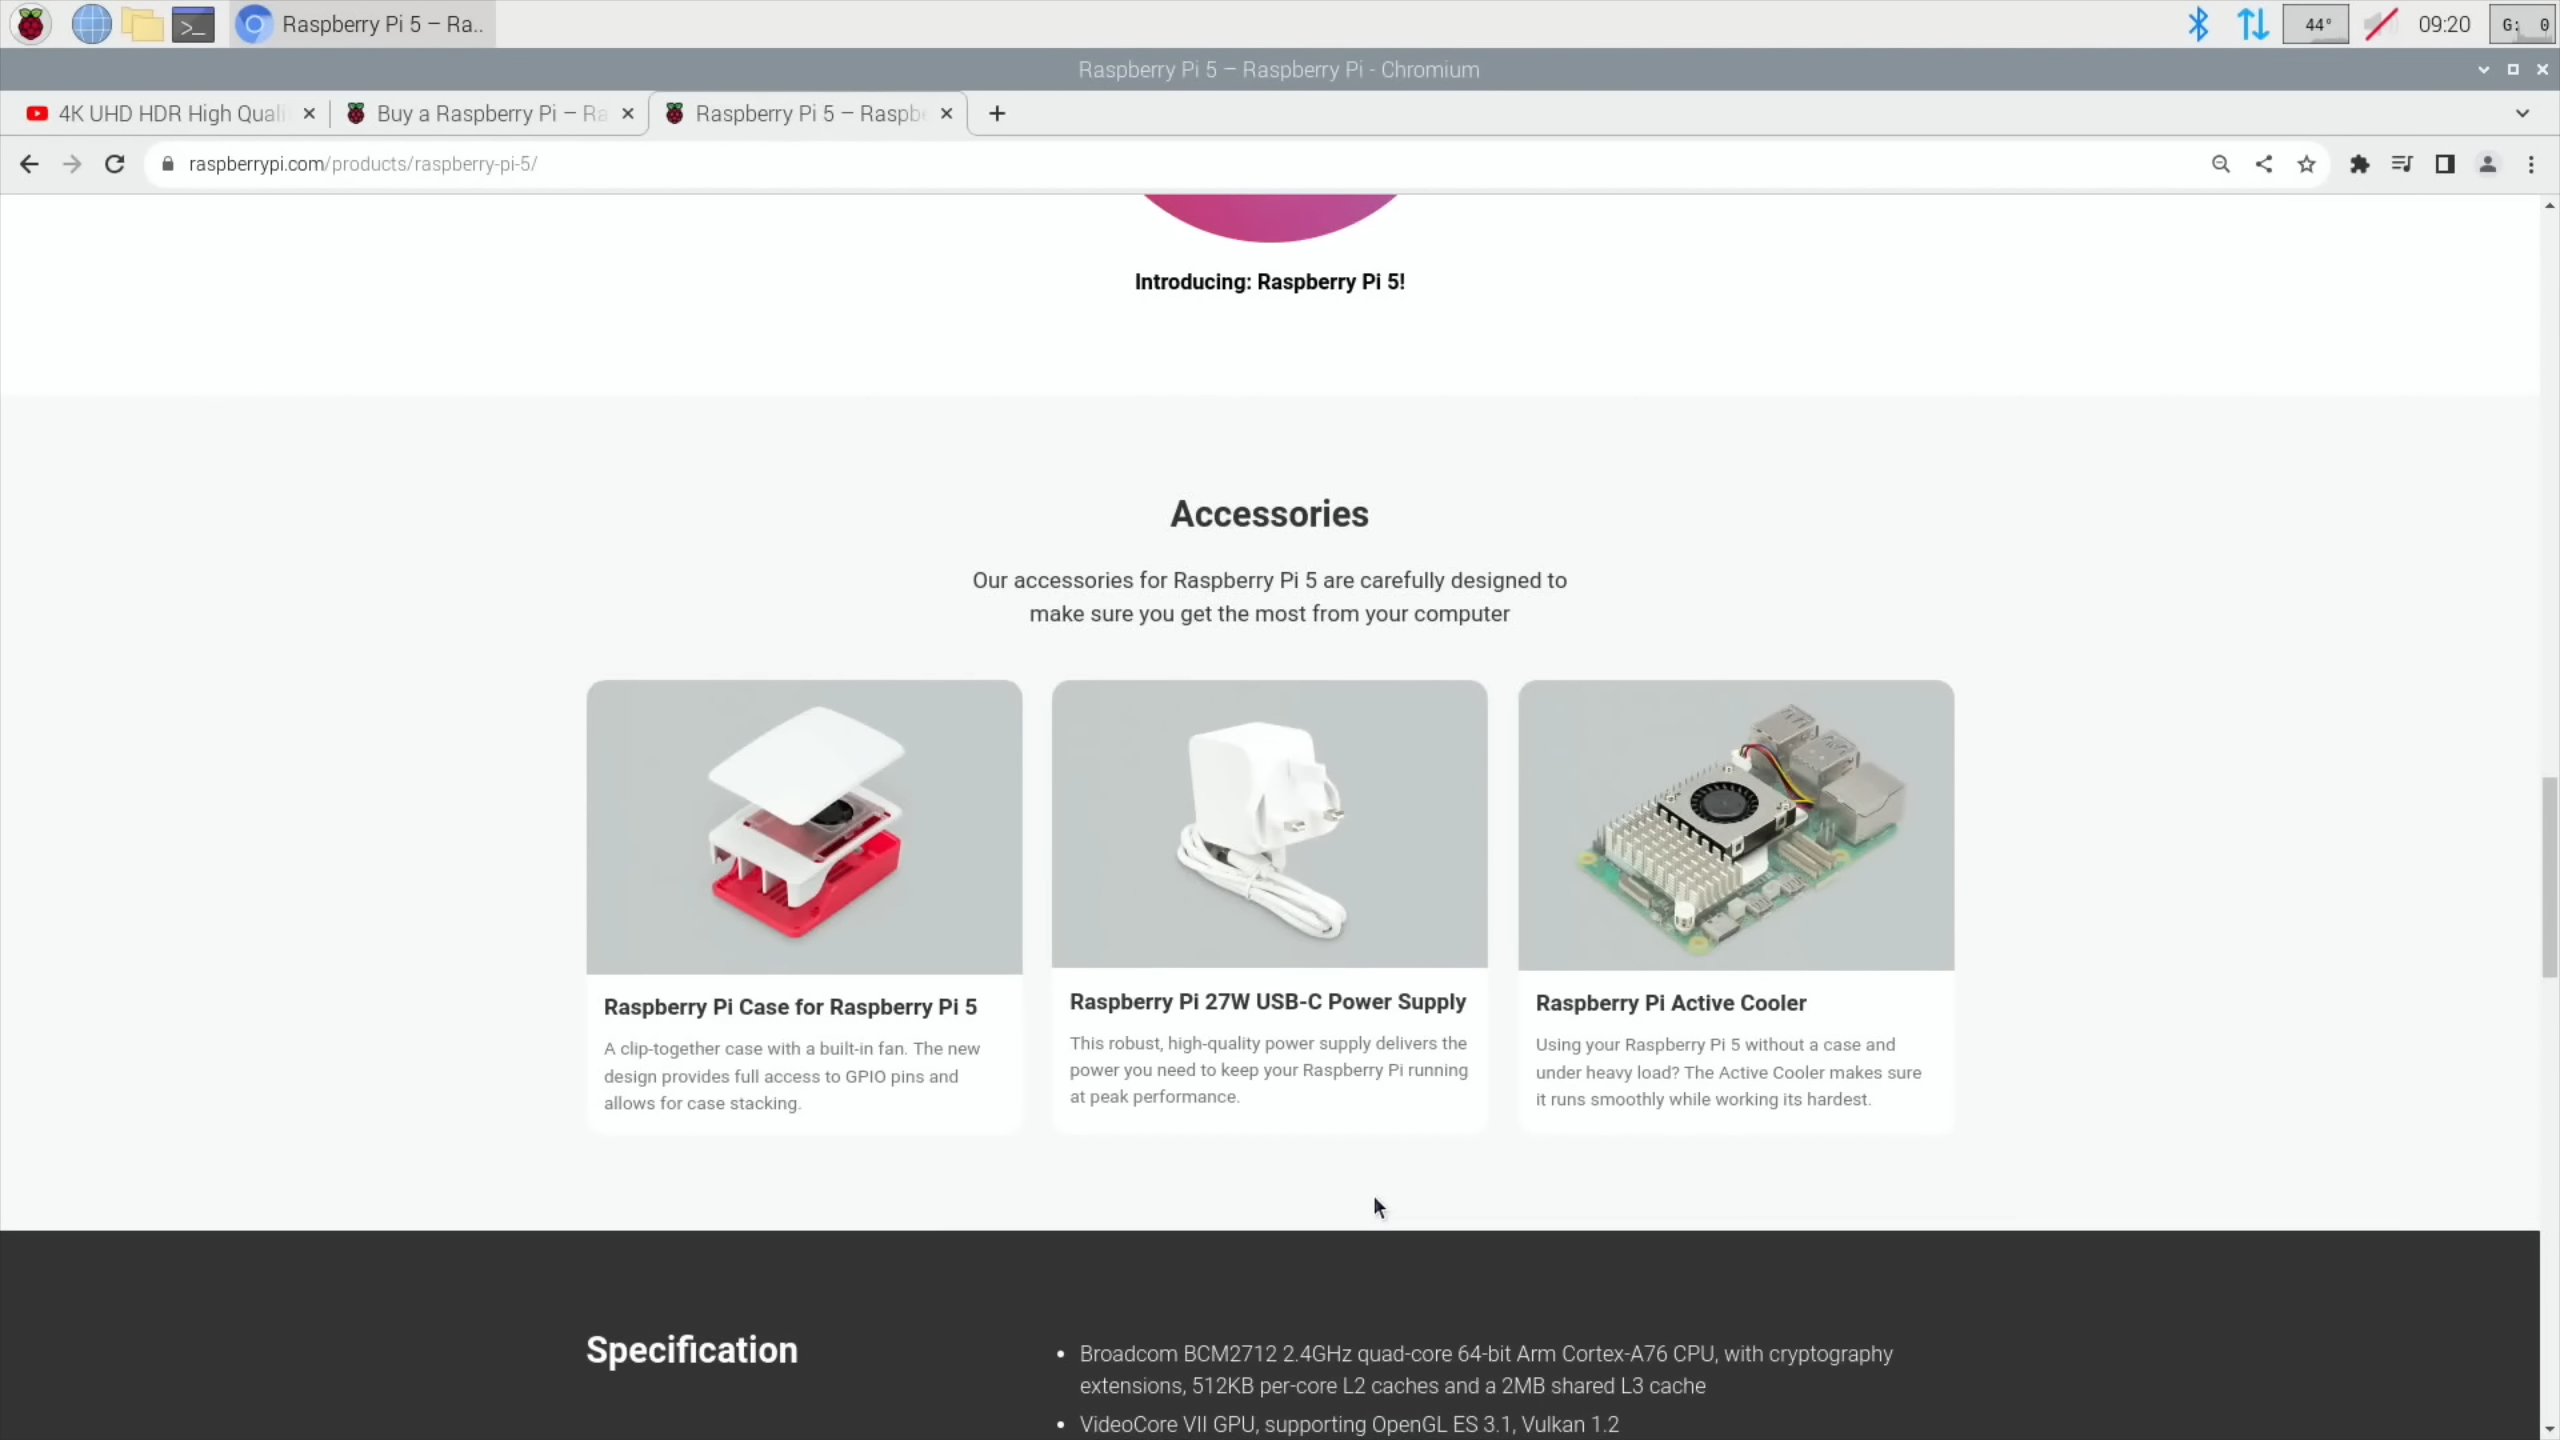 Raspberry Pi 5 – Ra..
44°
09:20
G: 0
Raspberry Pi 5 – Raspberry Pi - Chromium
4K UHD HDR High Quali
Buy a Raspberry Pi – Ra
Raspberry Pi 5 – Raspbe
raspberrypi.com/products/raspberry-pi-5/
Introducing: Raspberry Pi 5!
Accessories
Our accessories for Raspberry Pi 5 are carefully designed to
make sure you get the most from your computer
Raspberry Pi Case for Raspberry Pi 5
A clip-together case with a built-in fan. The new
design provides full access to GPIO pins and
allows for case stacking.
Raspberry Pi 27W USB-C Power Supply
This robust, high-quality power supply delivers the
power you need to keep your Raspberry Pi running
at peak performance.
Raspberry Pi Active Cooler
Using your Raspberry Pi 5 without a case and
under heavy load? The Active Cooler makes sure
it runs smoothly while working its hardest.
Specification
• Broadcom BCM2712 2.4GHz quad-core 64-bit Arm Cortex-A76 CPU, with cryptography
extensions, 512KB per-core L2 caches and a 2MB shared L3 cache
• VideoCore VII GPU, supporting OpenGL ES 3.1, Vulkan 1.2